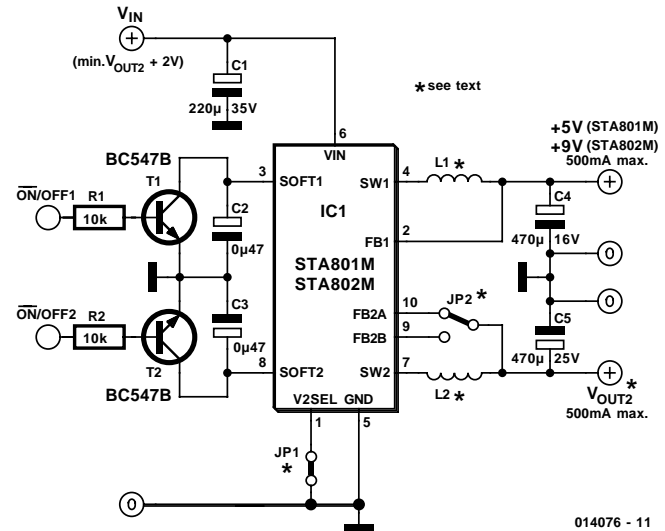 VIN
(min.VOUT2 + 2V)
C1
220µ 35V
* see text
+5V (STA801M)
+9V (STA802M)
500mA max.
BC547B
ON/OFF1
R1
10k
T1
C2
0µ47
ON/OFF2
R2
10k
T2
C3
0µ47
BC547B
6
VIN
3
SOFT1
SW1
4
L1 *
IC1
2
FB1
STA801M
STA802M
10
FB2A
JP2 *
9
FB2B
8
SOFT2
SW2
7
L2 *
V2SEL
GND
1
5
JP1
*
C4
470µ
16V
0
0
C5
470µ
25V
VOUT2 *
500mA max.
0
014076 - 11